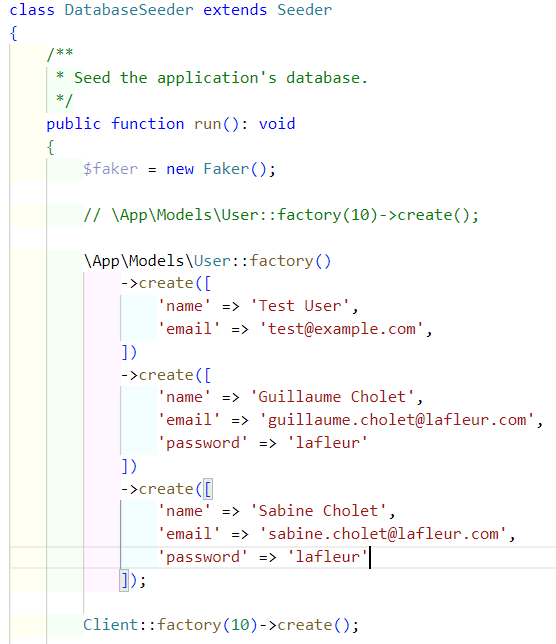 class DatabaseSeeder extends Seeder
{
    /**
     * Seed the application's database.
     */
    public function run(): void
    {
        $faker = new Faker();

        // \App\Models\User::factory(10)->create();

        \App\Models\User::factory()
            ->create([
                'name' => 'Test User',
                'email' => 'test@example.com',
            ])
            ->create([
                'name' => 'Guillaume Cholet',
                'email' => 'guillaume.cholet@lafleur.com',
                'password' => 'lafleur'
            ])
            ->create([
                'name' => 'Sabine Cholet',
                'email' => 'sabine.cholet@lafleur.com',
                'password' => 'lafleur'
            ]);

        Client::factory(10)->create();